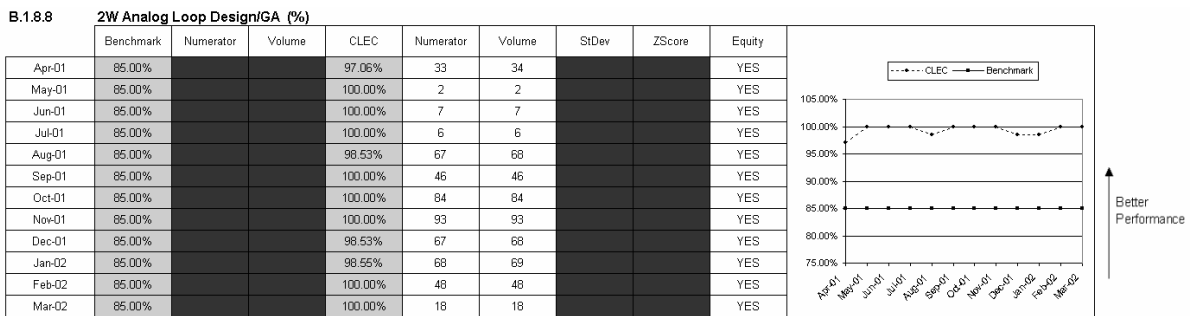 B.1.8.8 2W Analog Loop Design/GA (%)
Benchmark Numerator Volume CLEC Numerator Volume StDev ZScore Equity
Apr-01 85.00% 97.06% 33 34 YES
May-01 85.00% 100.00% 2 2 YES
Jun-01 85.00% 100.00% 7 7 YES
Jul-01 85.00% 100.00% 6 6 YES
Aug-01 85.00% 98.53% 67 68 YES
Sep-01 85.00% 100.00% 46 46 YES
Oct-01 85.00% 100.00% 84 84 YES
Nov-01 85.00% 100.00% 93 93 YES
Dec-01 85.00% 98.53% 67 68 YES
Jan-02 85.00% 98.55% 68 69 YES
Feb-02 85.00% 100.00% 48 48 YES
Mar-02 85.00% 100.00% 18 18 YES
CLEC Benchmark
105.00%
100.00%
95.00%
90.00%
85.00%
80.00%
75.00%
Apr-01 May-01 Jun-01 Jul-01 Aug-01 Sep-01 Oct-01 Nov-01 Dec-01 Jan-02 Feb-02 Mar-02
Better
Performance